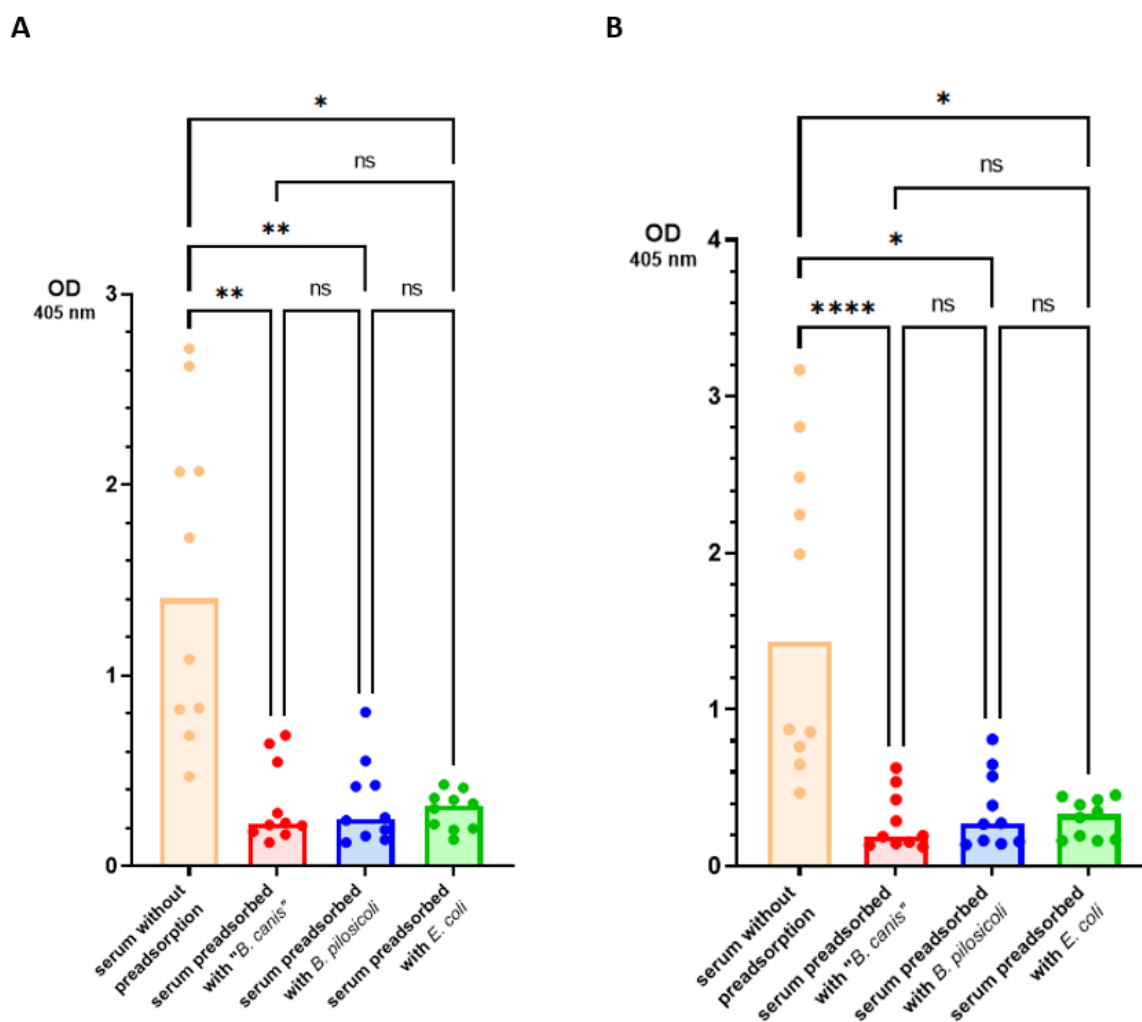 A
*
ns
**
OD
405 nm
**
ns
ns
3
2
1
0
serum without
preadsorption
serum preadsorbed
with "B. canis"
serum preadsorbed
with B. pilosicoli
serum preadsorbed
with E. coli
B
*
ns
OD
405 nm
*
****
ns
ns
4
3
2
1
0
serum without
preadsorption
serum preadsorbed
with "B. canis"
serum preadsorbed
with B. pilosicoli
serum preadsorbed
with E. coli